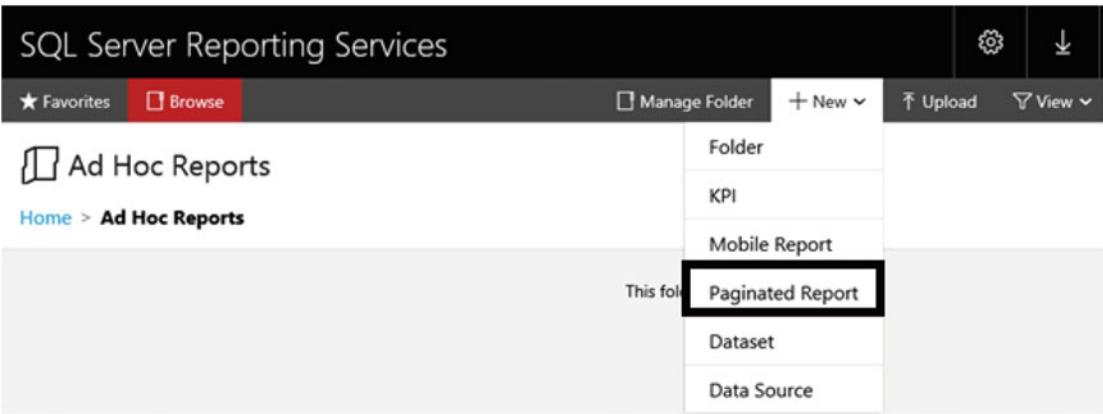 SQL Server Reporting Services
Favorites Browse Manage Folder New Upload View
Ad Hoc Reports
Folder
KPI
Home > Ad Hoc Reports
Mobile Report
This fol
Paginated Report
Dataset
Data Source